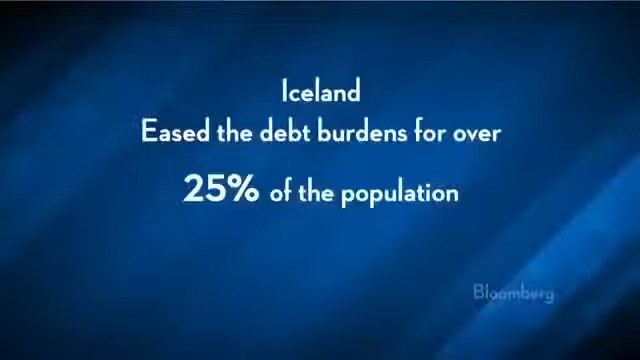 Iceland
Eased the debt burdens for over
25% of the population
Bloomberg